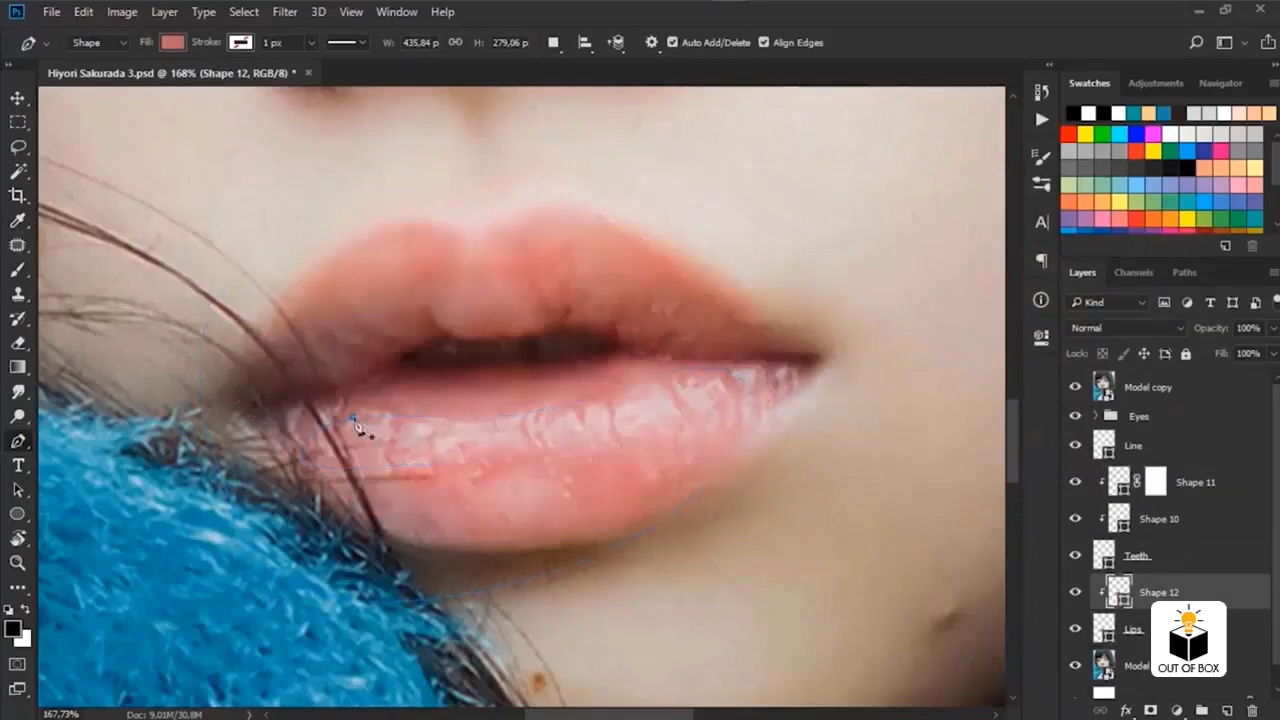 Ps File Edit Image Layer Type Select Filter 3D View Window Help
Shape Fill: Stroke: 1 px W: 435,84 p H: 279,06 p Auto Add/Delete Align Edges
Hiyori Sakurada 3.psd @ 168% (Shape 12, RGB/8) *
Swatches Adjustments Navigator
Layers Channels Paths
Kind
Normal Opacity: 100%
Lock: Fill: 100%
Model copy
Eyes
Line
Shape 11
Shape 10
Teeth
Shape 12
Lips
Model
OUT OF BOX
167,73% Doc: 9,01M/30,8M